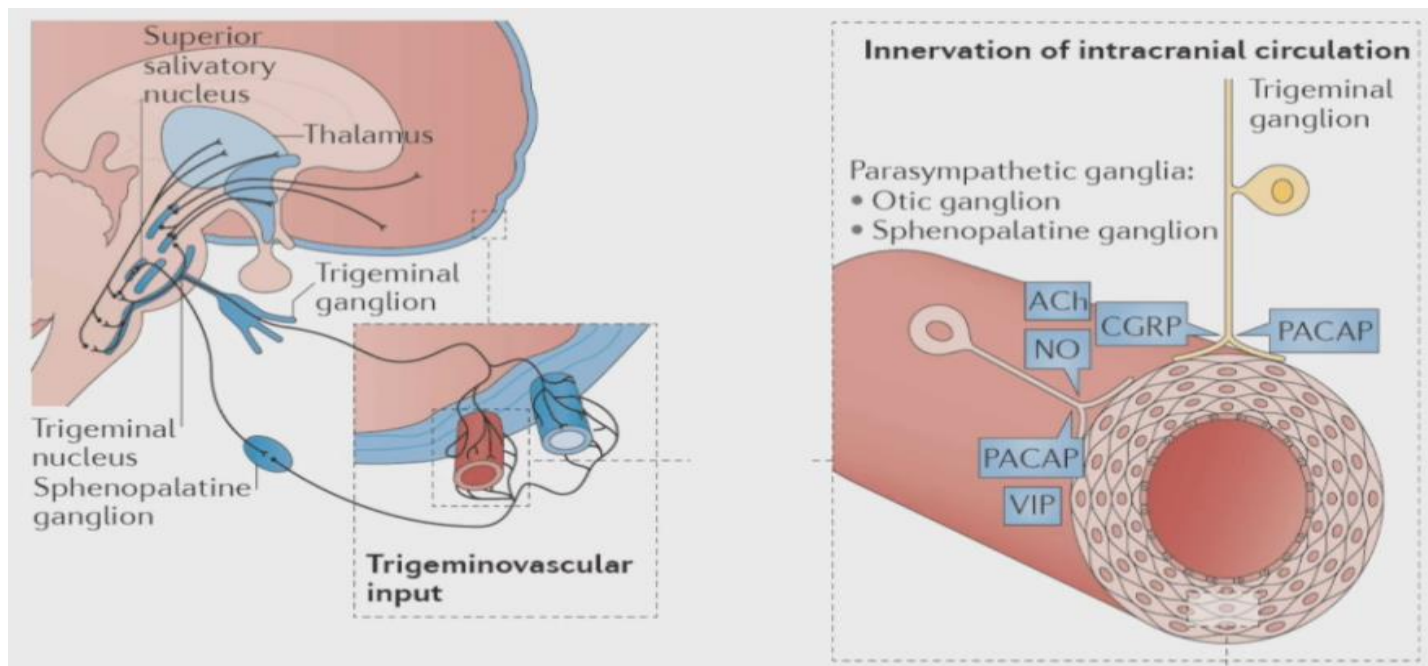 Superior
salivatory
nucleus
Thalamus
Trigeminal
ganglion
Trigeminal
nucleus
Sphenopalatine
ganglion
Trigeminovascular
input
Innervation of intracranial circulation
Trigeminal
ganglion
Parasympathetic ganglia:
• Otic ganglion
• Sphenopalatine ganglion
ACh
CGRP
PACAP
NO
PACAP
VIP